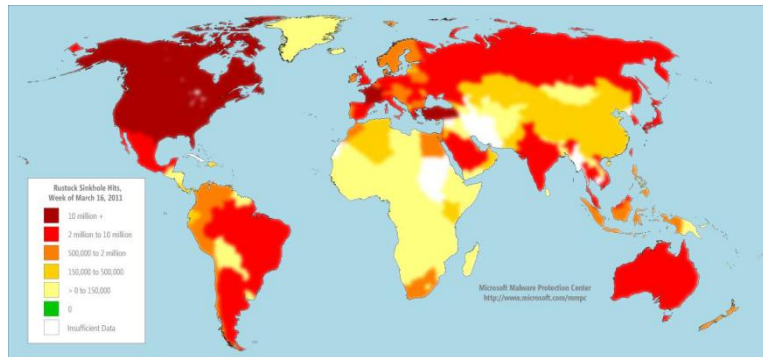 Rustock Sinkhole Hits,
Week of March 16, 2011
10 million +
2 million to 10 million
500,000 to 2 million
150,000 to 500,000
> 0 to 150,000
0
Insufficient Data
Microsoft Malware Protection Center
http://www.microsoft.com/mmpc